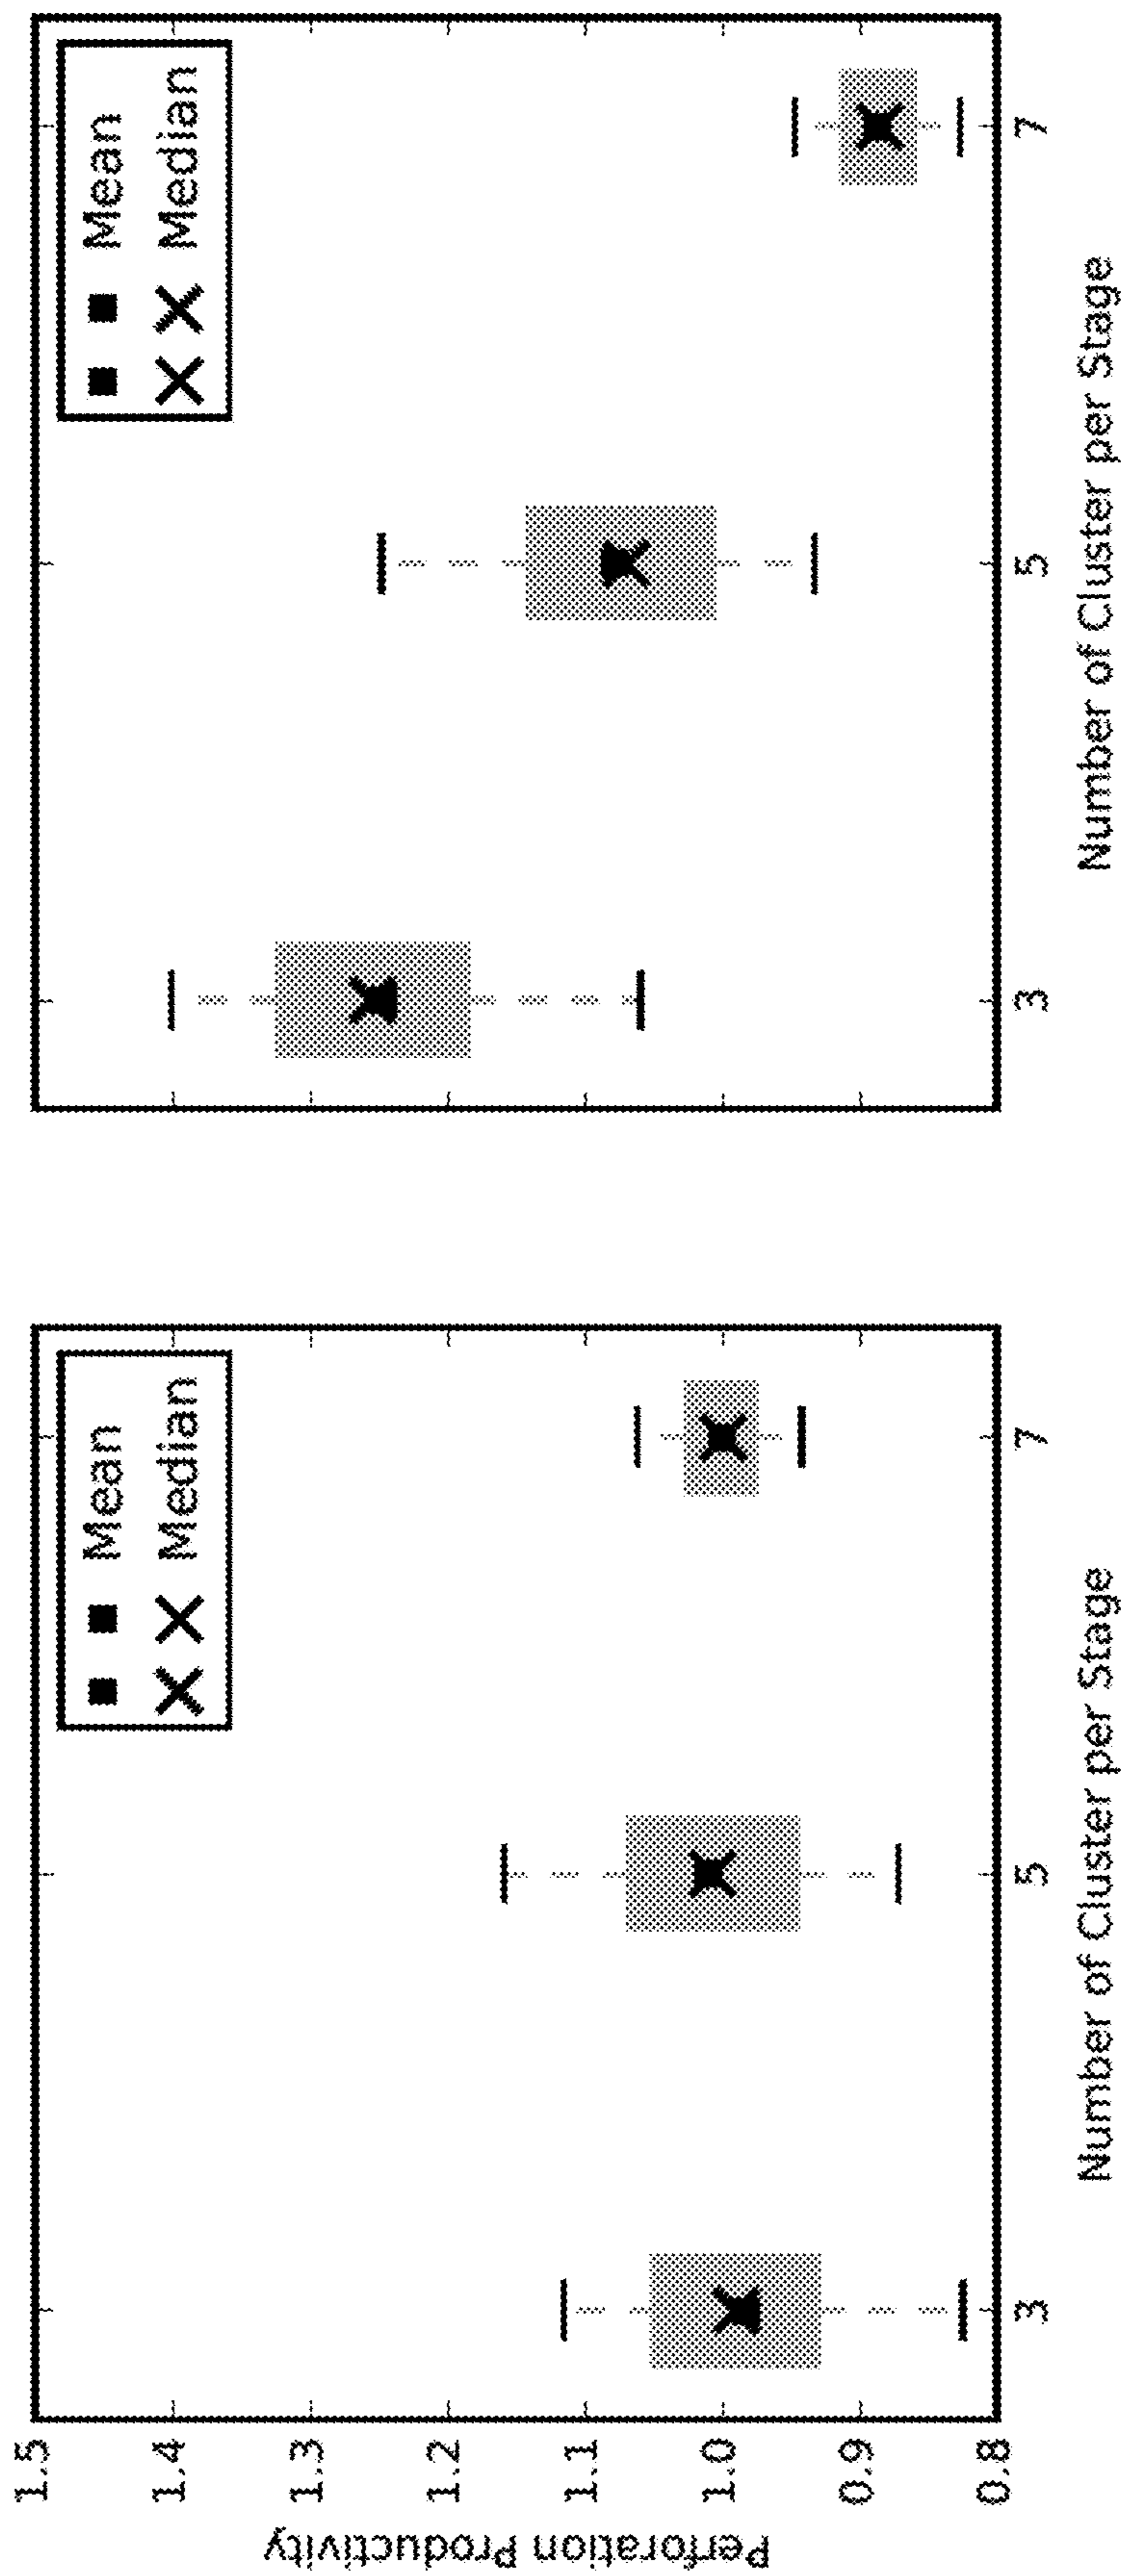 Perforation Productivity
1.5
1.4
1.3
1.2
1.1
1.0
0.9
0.8
Mean
Median
3
5
7
Number of Cluster per Stage
Mean
Median
3
5
7
Number of Cluster per Stage